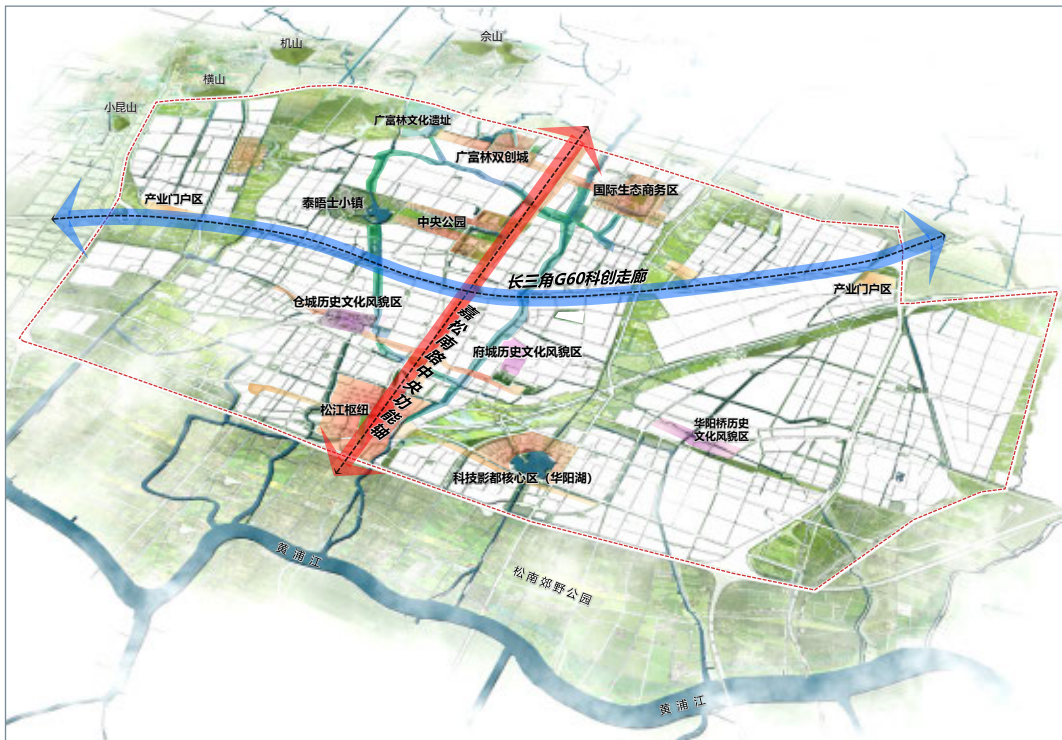 佘山
机山
横山
小昆山
广富林文化遗址
广富林双创城
国际生态商务区
产业门户区
泰晤士小镇
中央公园
长三角G60科创走廊
产业门户区
仓城历史文化风貌区
嘉松南路中央功能轴
府城历史文化风貌区
松江枢纽
华阳桥历史
文化风貌区
科技影都核心区（华阳湖）
黄浦江
松南郊野公园
黄浦江